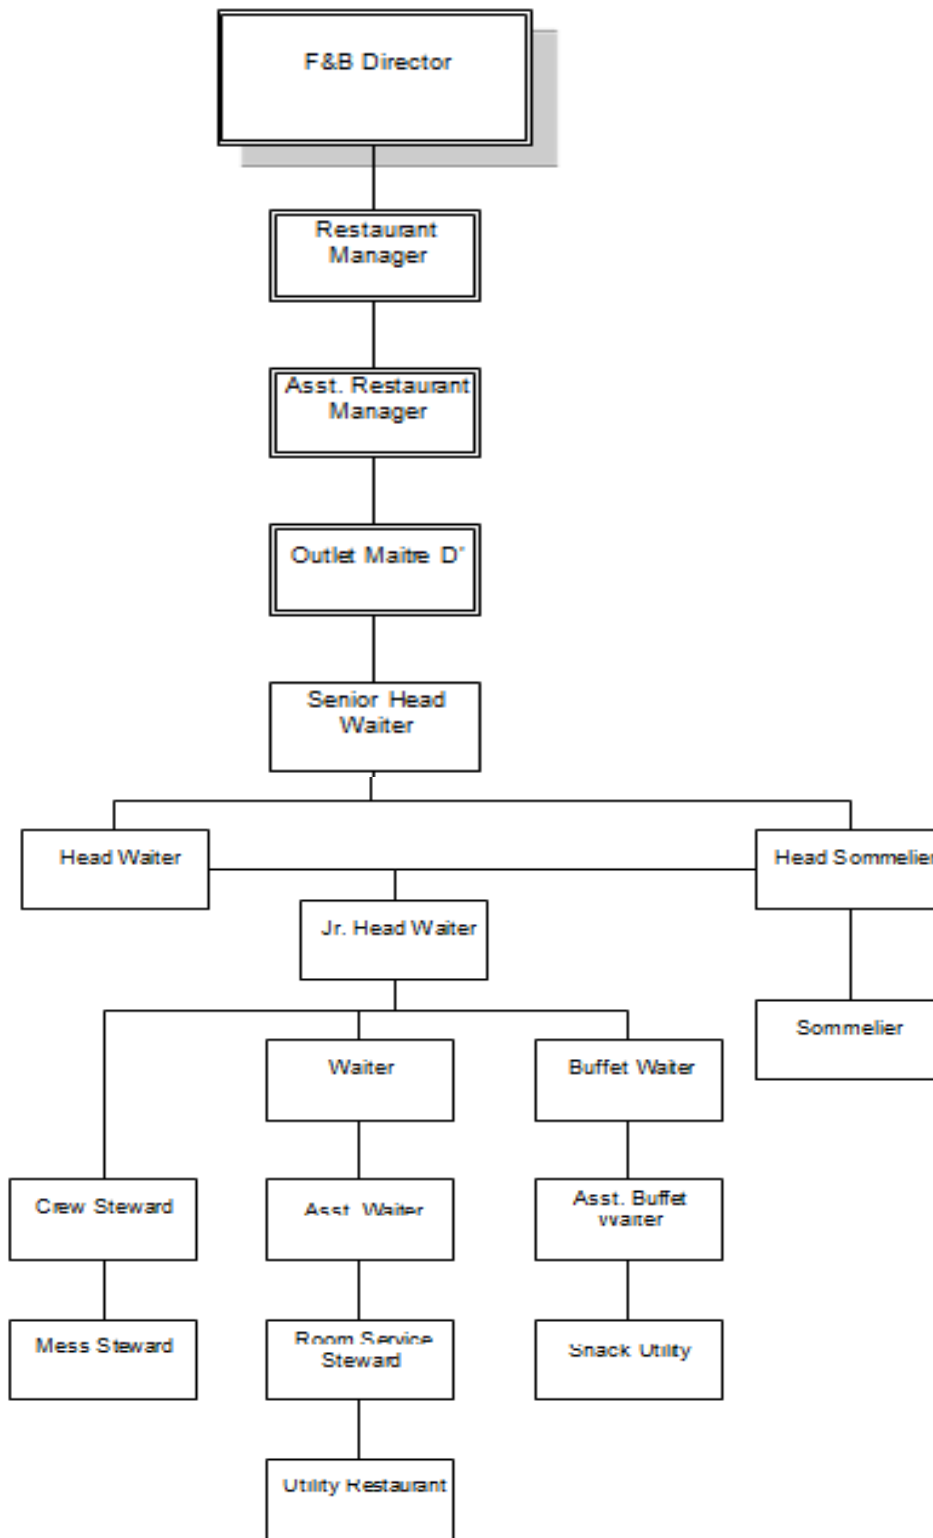 F&B Director
Restaurant
Manager
Asst. Restaurant
Manager
Outlet Maitre D'
Senior Head
Waiter
Head Waiter
Head Sommelier
Jr. Head Waiter
Sommelier
Waiter
Buffet Waiter
Crew Steward
Asst. Waiter
Asst. Buffet
Waiter
Mess Steward
Room Service
Steward
Snack Utility
Utility Restaurant